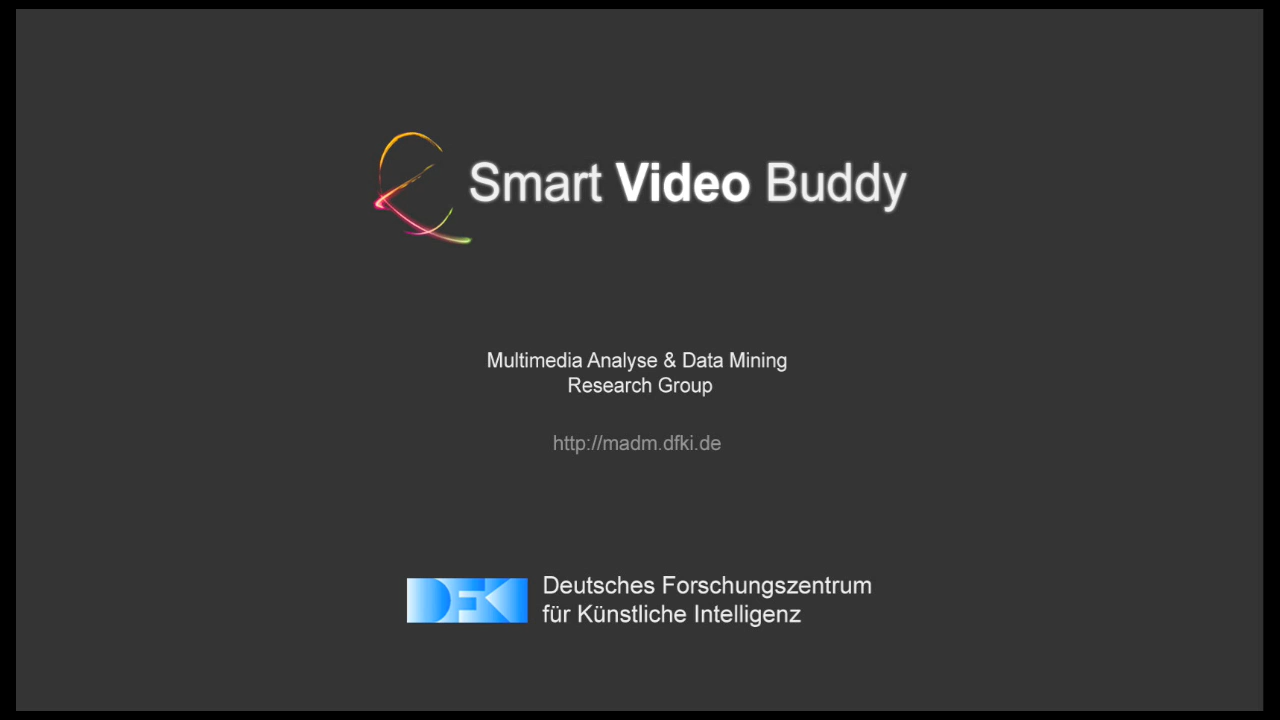 Smart Video Buddy
Multimedia Analyse & Data Mining
Research Group
http://madm.dfki.de
DFKI
Deutsches Forschungszentrum
für Künstliche Intelligenz